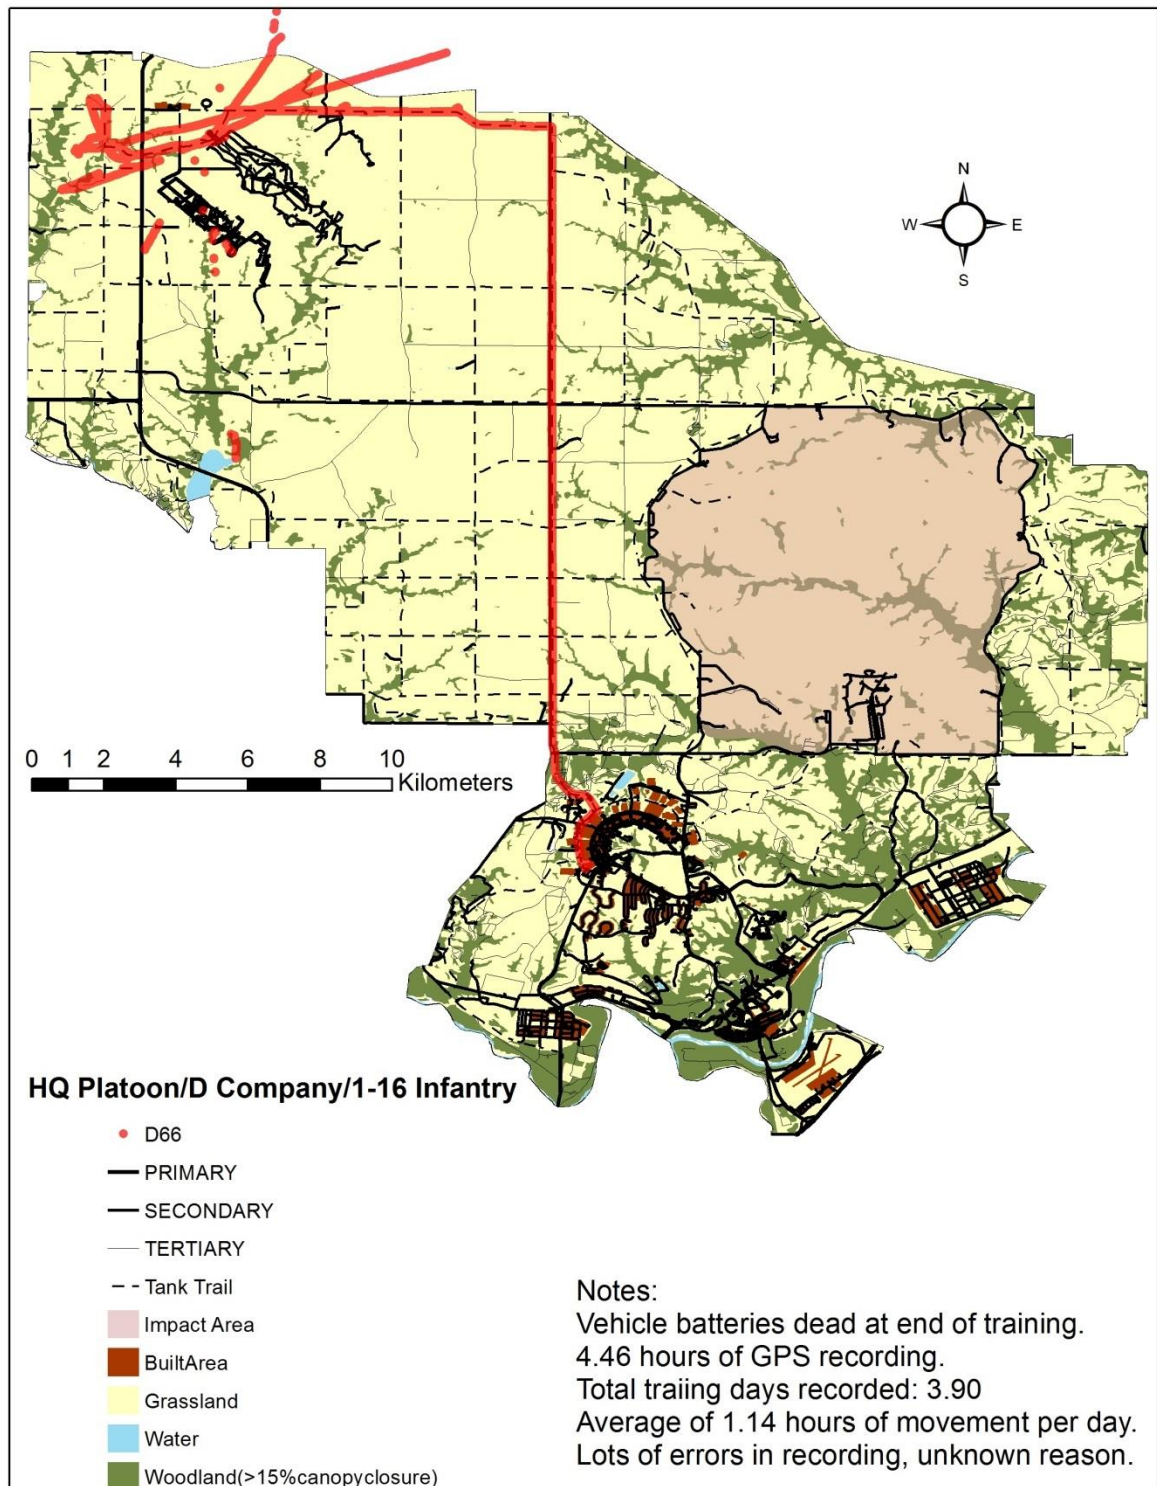 N
W E
S
0 1 2 4 6 8 10
Kilometers
HQ Platoon/D Company/1-16 Infantry
D66
PRIMARY
SECONDARY
TERTIARY
Tank Trail
Impact Area
BuiltArea
Grassland
Water
Woodland(>15%canopyclosure)
Notes:
Vehicle batteries dead at end of training.
4.46 hours of GPS recording.
Total traiing days recorded: 3.90
Average of 1.14 hours of movement per day.
Lots of errors in recording, unknown reason.